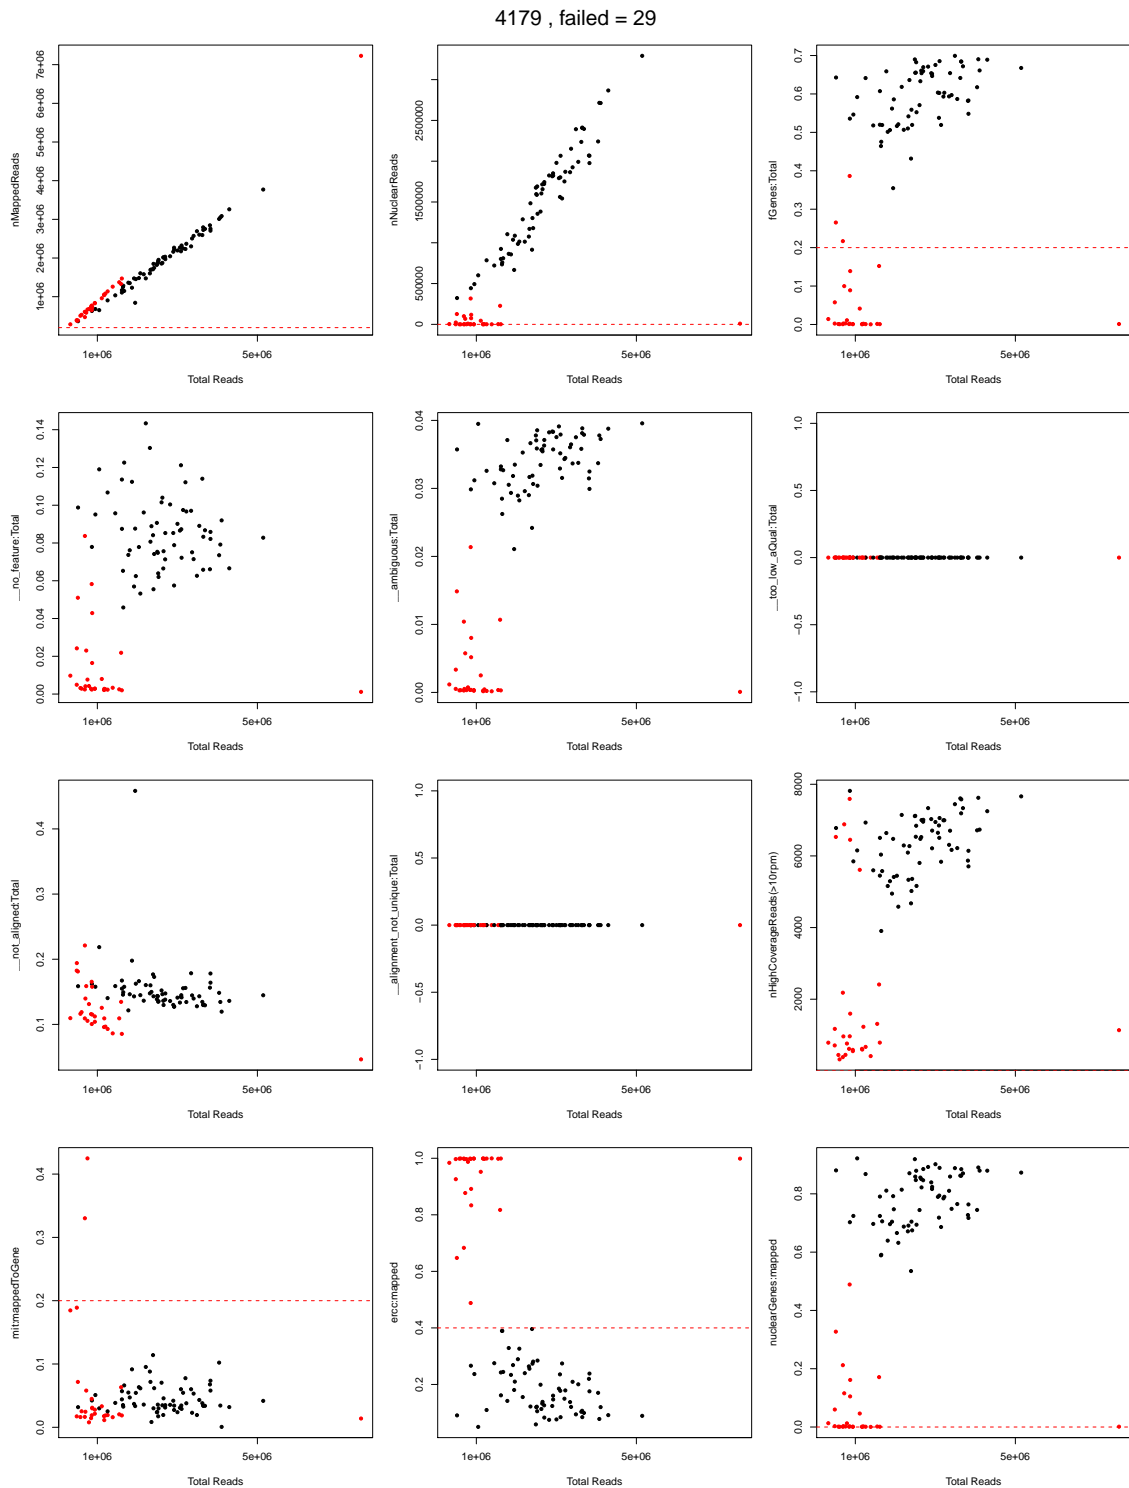 4179 , failed = 29
nMappedReads
1e+06 2e+06 3e+06 4e+06 5e+06 6e+06 7e+06
1e+06 5e+06
Total Reads
nNuclearReads
0 500000 1500000 2500000
1e+06 5e+06
Total Reads
fGenes:Total
0.0 0.1 0.2 0.3 0.4 0.5 0.6 0.7
1e+06 5e+06
Total Reads
__no_feature:Total
0.00 0.02 0.04 0.06 0.08 0.10 0.12 0.14
1e+06 5e+06
Total Reads
__ambiguous:Total
0.00 0.01 0.02 0.03 0.04
1e+06 5e+06
Total Reads
__too_low_aQual:Total
−1.0 −0.5 0.0 0.5 1.0
1e+06 5e+06
Total Reads
__not_aligned:Total
0.1 0.2 0.3 0.4
1e+06 5e+06
Total Reads
__alignment_not_unique:Total
−1.0 −0.5 0.0 0.5 1.0
1e+06 5e+06
Total Reads
nHighCoverageReads(>10rpm)
2000 4000 6000 8000
1e+06 5e+06
Total Reads
mit:mappedToGene
0.0 0.1 0.2 0.3 0.4
1e+06 5e+06
Total Reads
ercc:mapped
0.2 0.4 0.6 0.8 1.0
1e+06 5e+06
Total Reads
nuclearGenes:mapped
0.0 0.2 0.4 0.6 0.8
1e+06 5e+06
Total Reads